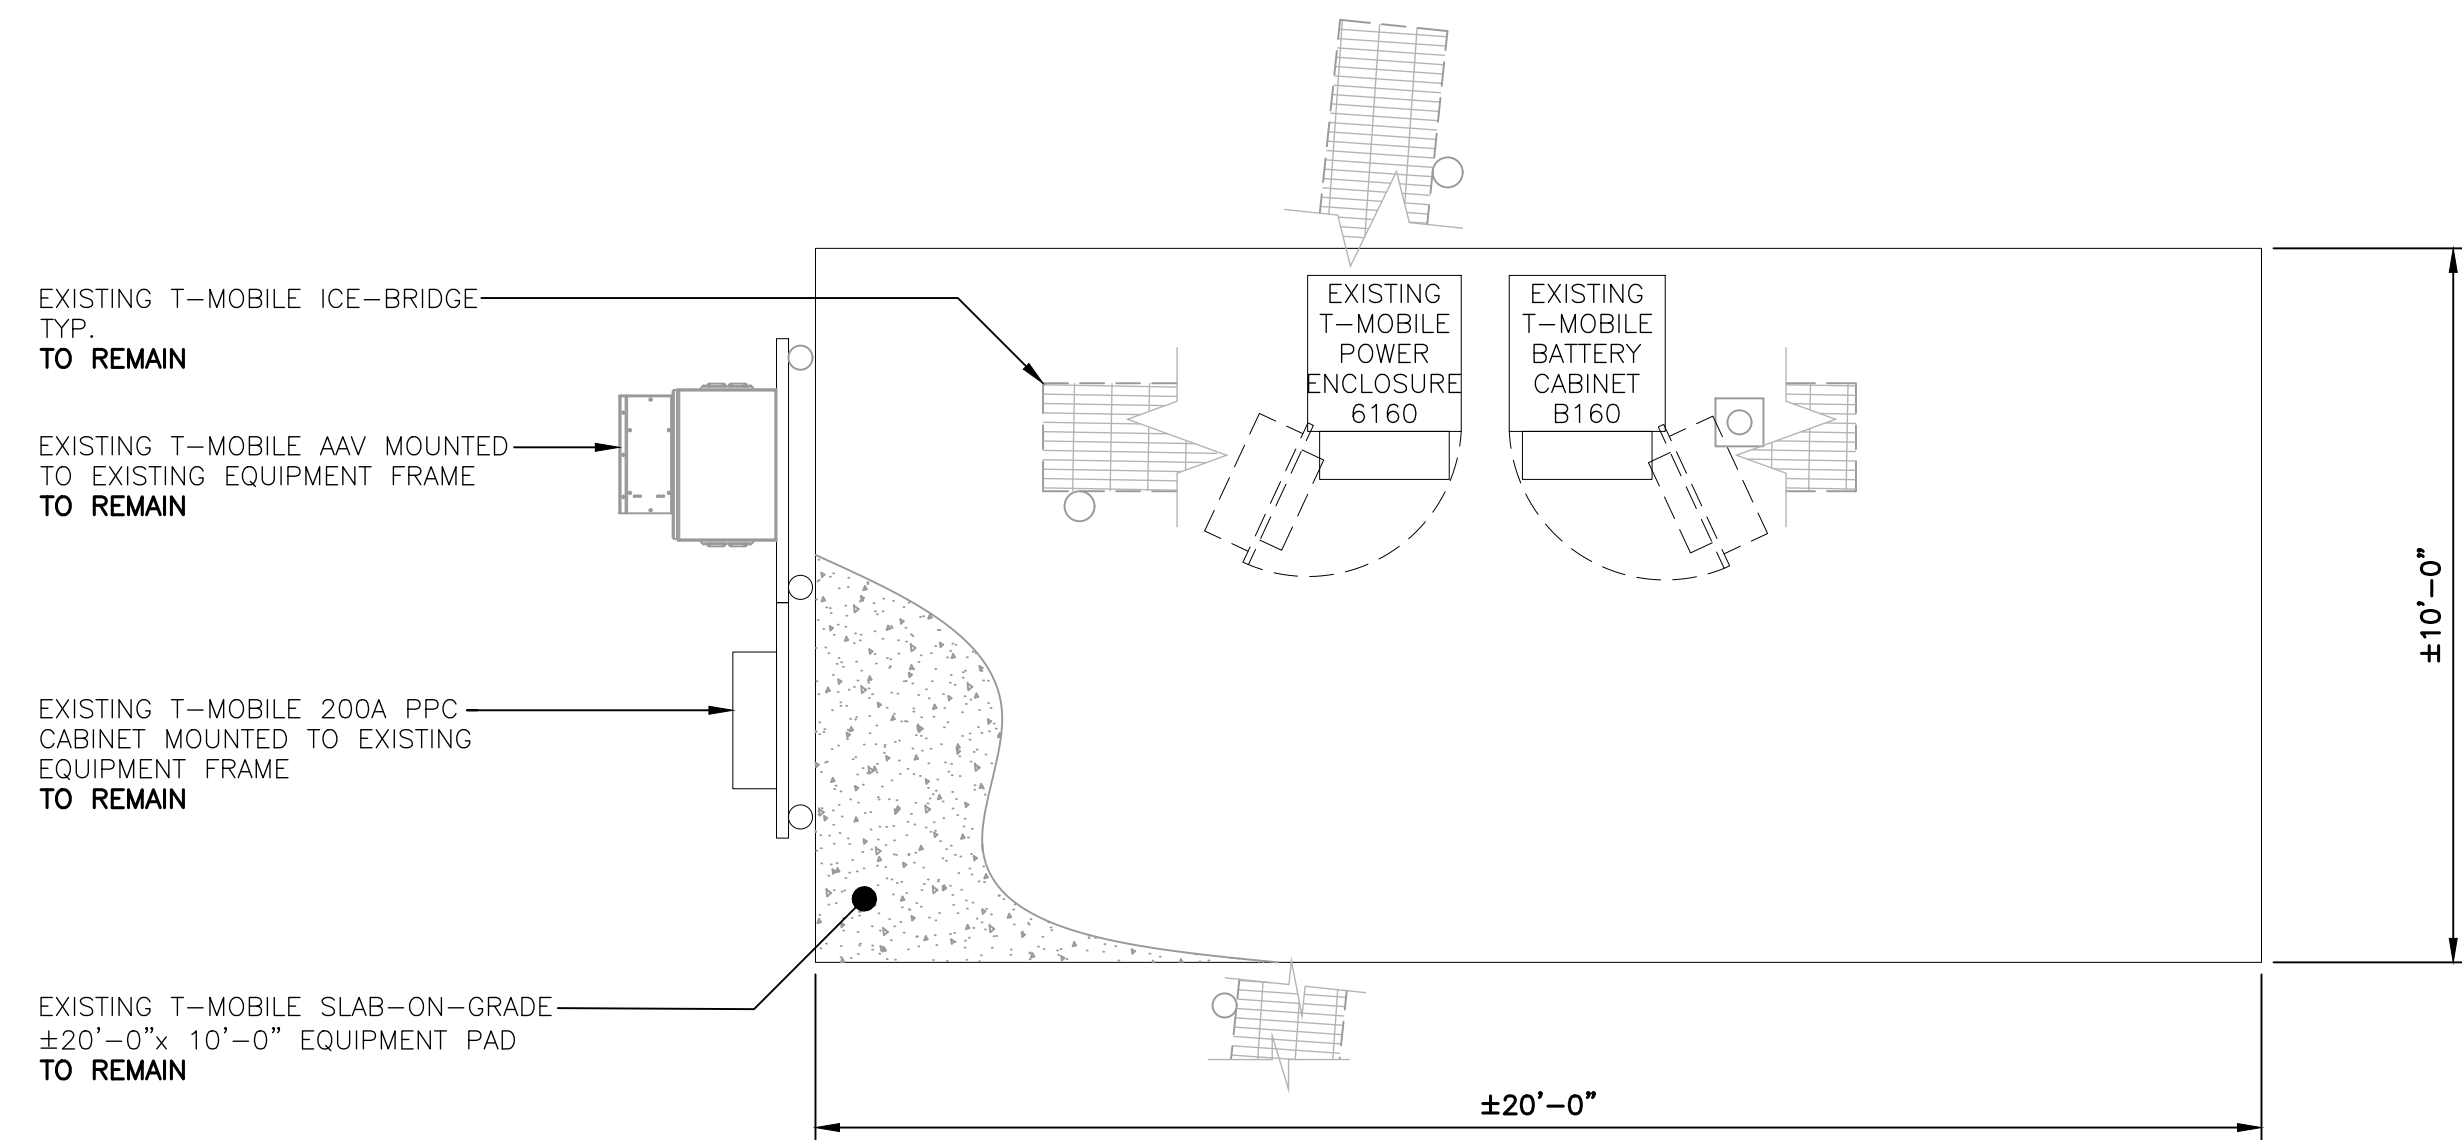 EXISTING T-MOBILE ICE-BRIDGE
TYP.
TO REMAIN
EXISTING T-MOBILE AAV MOUNTED
TO EXISTING EQUIPMENT FRAME
TO REMAIN
EXISTING T-MOBILE 200A PPC
CABINET MOUNTED TO EXISTING
EQUIPMENT FRAME
TO REMAIN
EXISTING T-MOBILE SLAB-ON-GRADE
±20'-0"x 10'-0" EQUIPMENT PAD
TO REMAIN
EXISTING
T-MOBILE
POWER
ENCLOSURE
6160
EXISTING
T-MOBILE
BATTERY
CABINET
B160
±10'-0"
±20'-0"